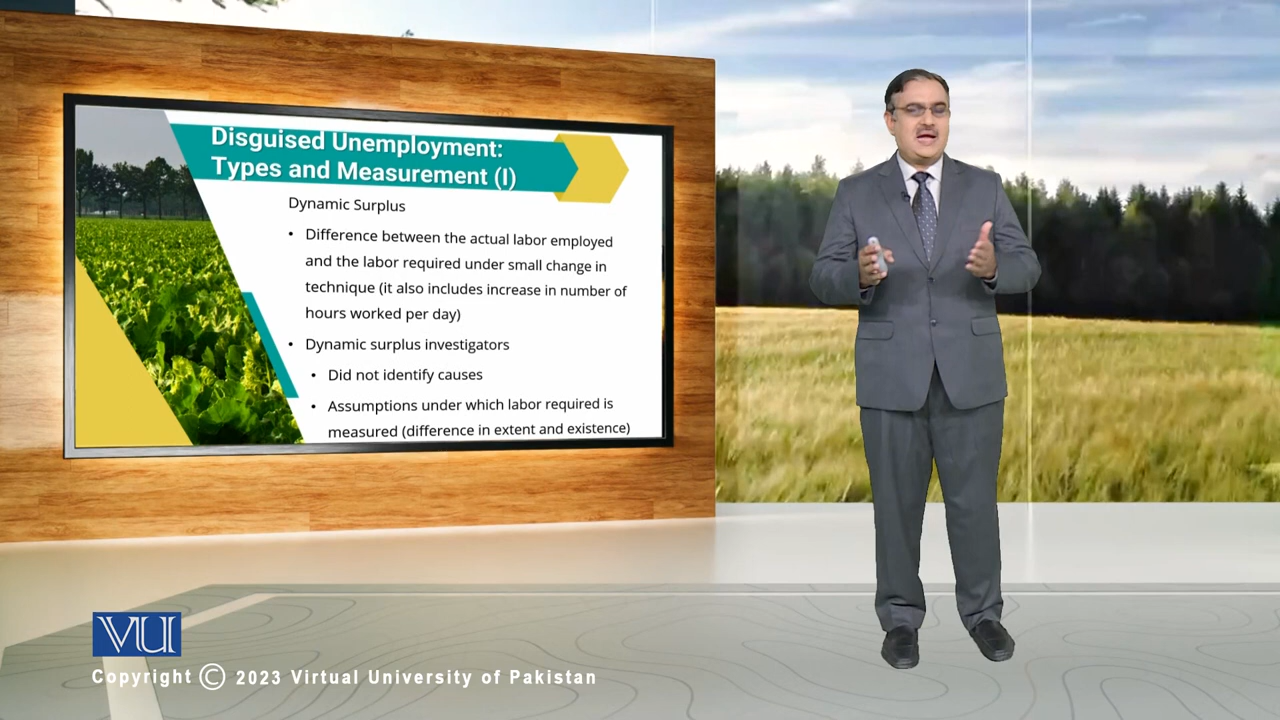 Disguised Unemployment:
Types and Measurement (I)
Dynamic Surplus
• Difference between the actual labor employed
and the labor required under small change in
technique (it also includes increase in number of
hours worked per day)
• Dynamic surplus investigators
• Did not identify causes
• Assumptions under which labor required is
measured (difference in extent and existence)
VU
Copyright © 2023 Virtual University of Pakistan